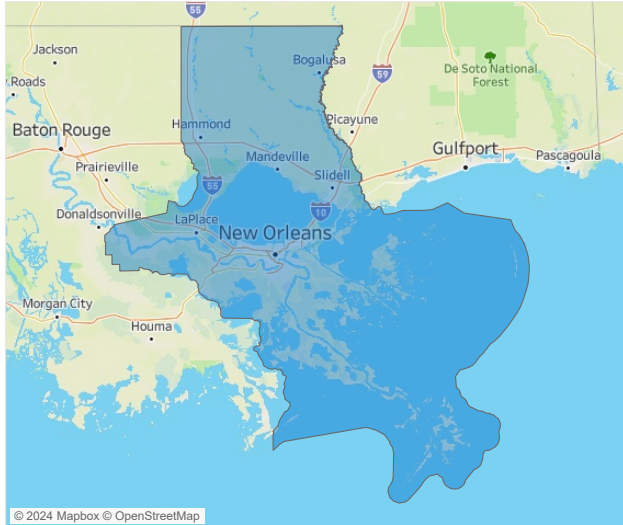 55
Jackson
Bogalusa
59
De Soto National
Forest
Roads
Picayune
Hammond
Baton Rouge
Gulfport
Mandeville
Pascagoula
Prairieville
Slidell
55
10
Donaldsonville
LaPlace
New Orleans
Morgan City
Houma
© 2024 Mapbox © OpenStreetMap